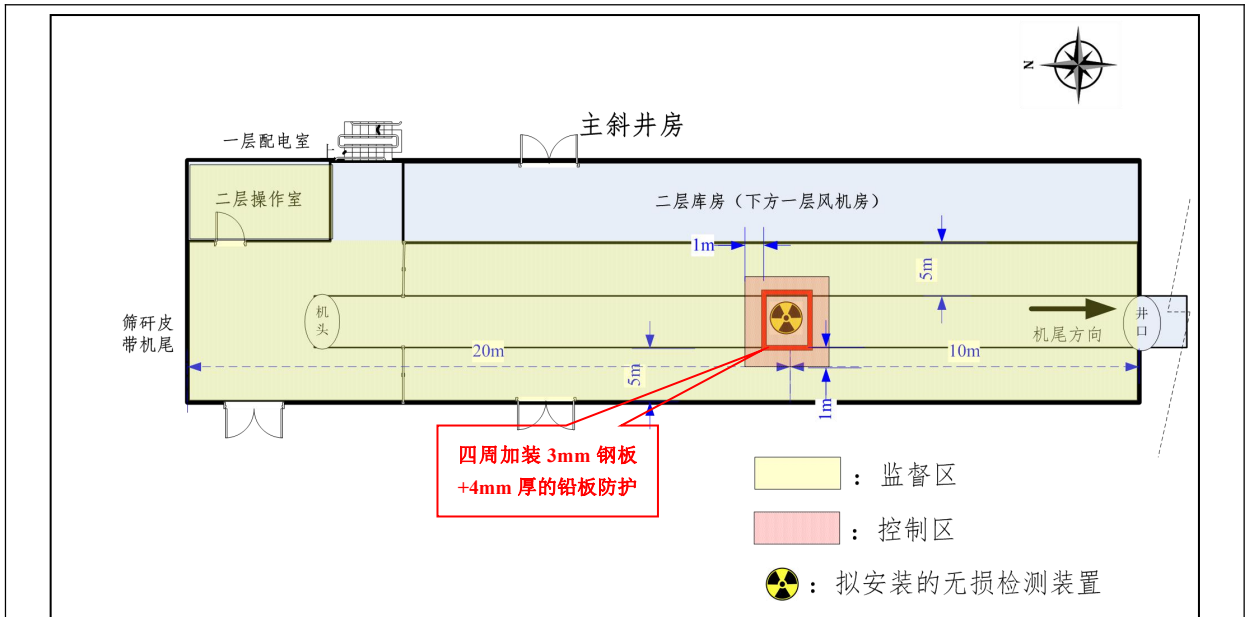 N
主斜井房
一层配电室
二层操作室
二层库房（下方一层风机房）
1m
5m
机头
筛矸皮带机尾
井口
机尾方向
20m
10m
5m
1m
四周加装 3mm 钢板
+4mm 厚的铅板防护
：监督区
：控制区
：拟安装的无损检测装置